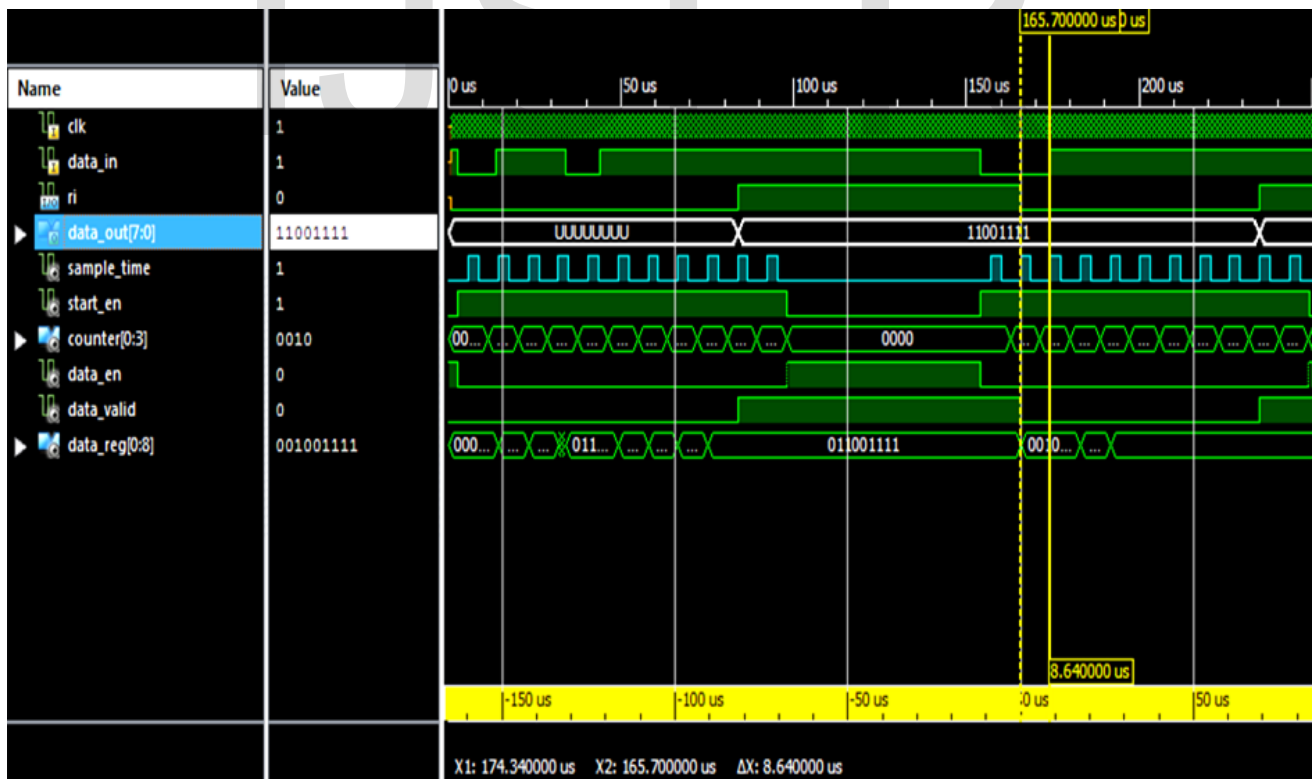 165.700000 us
Name Value 0 us 50 us 100 us 150 us 200 us
clk 1
data_in 1
ri 0
data_out[7:0] 11001111 UUUUUUUU 11001111
sample_time 1
start_en 1
counter[0:3] 0010 00... ... ... ... ... ... ... ... ... ... ... 0000 ... ... ... ... ... ... ... ... ... ...
data_en 0
data_valid 0
data_reg[0:8] 001001111 000... ... ... 011... ... ... ... 011001111 0010... ...
8.640000 us
-150 us -100 us -50 us 0 us 50 us
X1: 174.340000 us X2: 165.700000 us ΔX: 8.640000 us